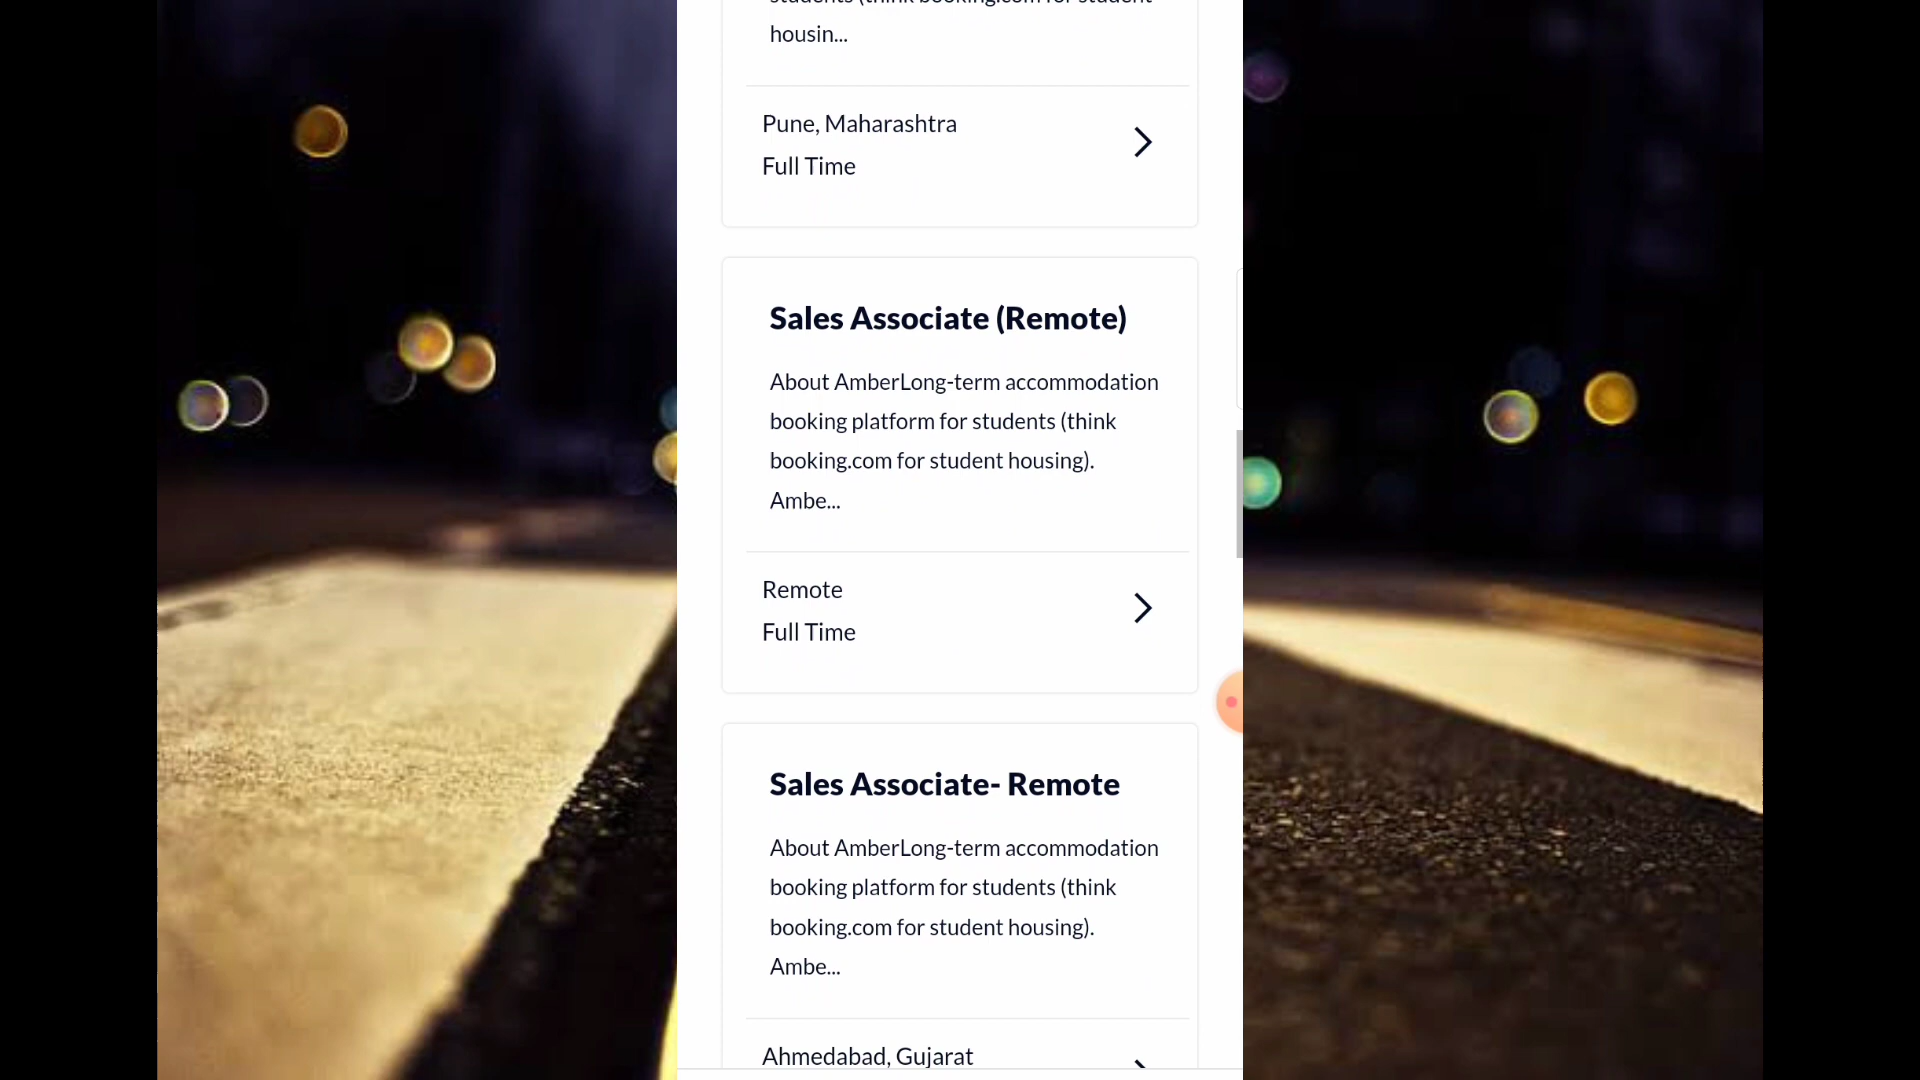 housin...
Pune, Maharashtra
Full Time
Sales Associate (Remote)
About AmberLong-term accommodation
booking platform for students (think
booking.com for student housing).
Ambe...
Remote
Full Time
Sales Associate- Remote
About AmberLong-term accommodation
booking platform for students (think
booking.com for student housing).
Ambe...
Ahmedabad, Gujarat